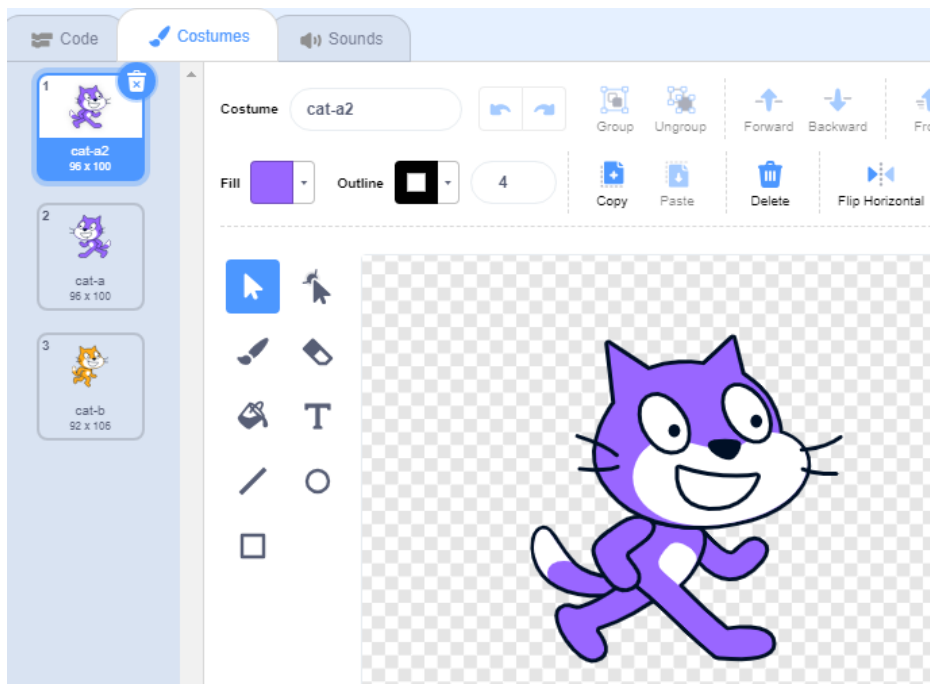 Code
Costumes
Sounds
1
cat-a2
96 x 100
2
cat-a
96 x 100
3
cat-b
92 x 106
Costume cat-a2
Group Ungroup Forward Backward Fro
Fill Outline 4
Copy Paste Delete Flip Horizontal
T